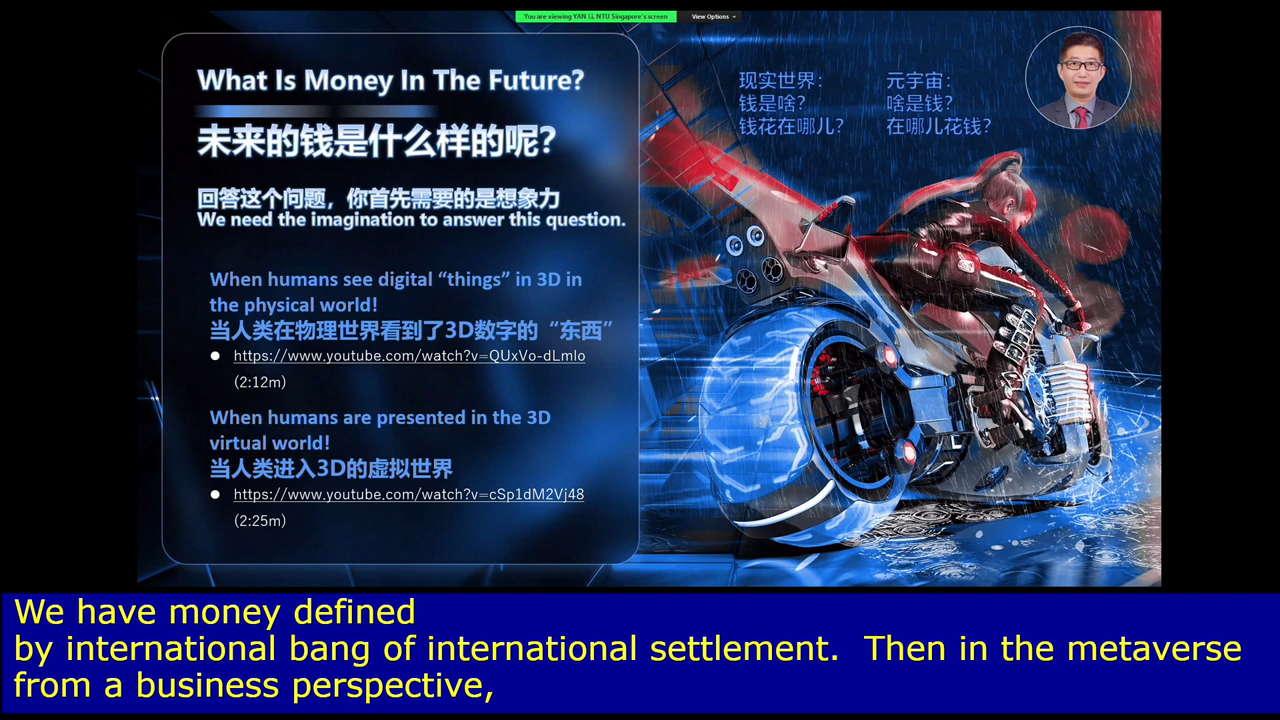 You are viewing YAN Li, NTU Singapore's screen
View Options
What Is Money In The Future?
未来的钱是什么样的呢?
回答这个问题，你首先需要的是想象力
We need the imagination to answer this question.
When humans see digital “things” in 3D in
the physical world!
当人类在物理世界看到了3D数字的“东西”
https://www.youtube.com/watch?v=QUxVo-dLmIo
(2:12m)
When humans are presented in the 3D
virtual world!
当人类进入3D的虚拟世界
https://www.youtube.com/watch?v=cSp1dM2Vj48
(2:25m)
现实世界:
钱是啥?
钱花在哪儿?
元宇宙:
啥是钱?
在哪儿花钱?
We have money defined
by international bang of international settlement.  Then in the metaverse
from a business perspective,